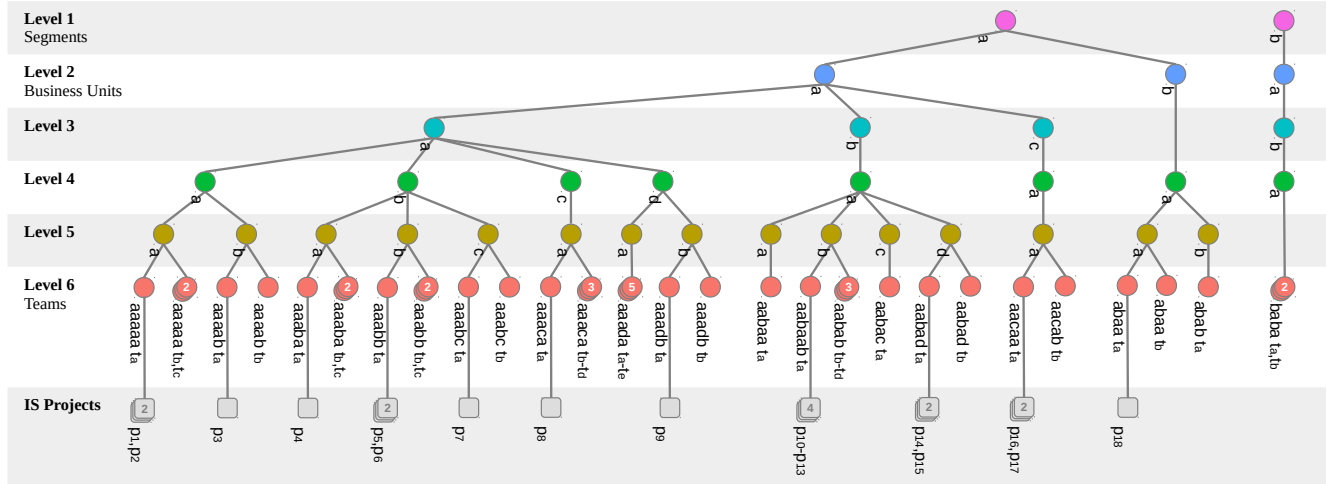 Level 1
Segments
a
b
Level 2
Business Units
a
b
a
Level 3
a
b
c
b
Level 4
a
b
c
d
a
a
a
a
Level 5
a
b
a
b
c
a
a
b
a
b
c
d
a
a
b
Level 6
Teams
2
2
2
3
5
3
2
aaaaa ta
aaaaa tb,tc
aaaab ta
aaaab tb
aaaba ta
aaaba tb,tc
aaabb ta
aaabb tb,tc
aaabc ta
aaabc tb
aaaca ta
aaaca tb-td
aaada ta-te
aaadb ta
aaadb tb
aabaa ta
aabaab ta
aabab tb-td
aabac ta
aabad ta
aabad tb
aacaa ta
aacab tb
abaa ta
abaa tb
abab ta
baba ta,tb
IS Projects
2
2
4
2
2
p1,p2
p3
p4
p5,p6
p7
p8
p9
p10-p13
p14,p15
p16,p17
p18